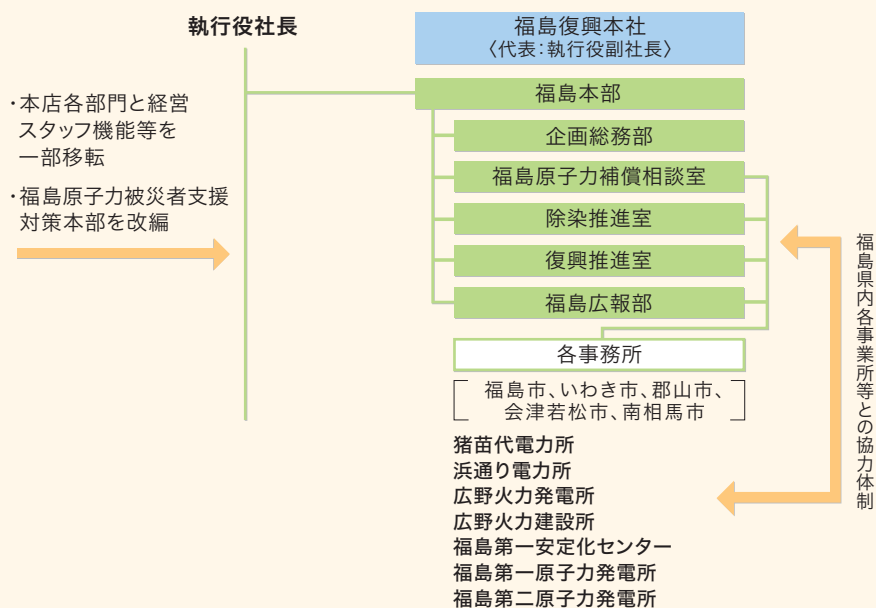 執行役社長
福島復興本社
〈代表：執行役副社長〉
・本店各部門と経営
スタッフ機能等を
一部移転
・福島原子力被災者支援
対策本部を改編
福島本部
企画総務部
福島原子力補償相談室
除染推進室
復興推進室
福島広報部
各事務所
福島市、いわき市、郡山市、
会津若松市、南相馬市
猪苗代電力所
浜通り電力所
広野火力発電所
広野火力建設所
福島第一安定化センター
福島第一原子力発電所
福島第二原子力発電所
福島県内各事業所等との協力体制